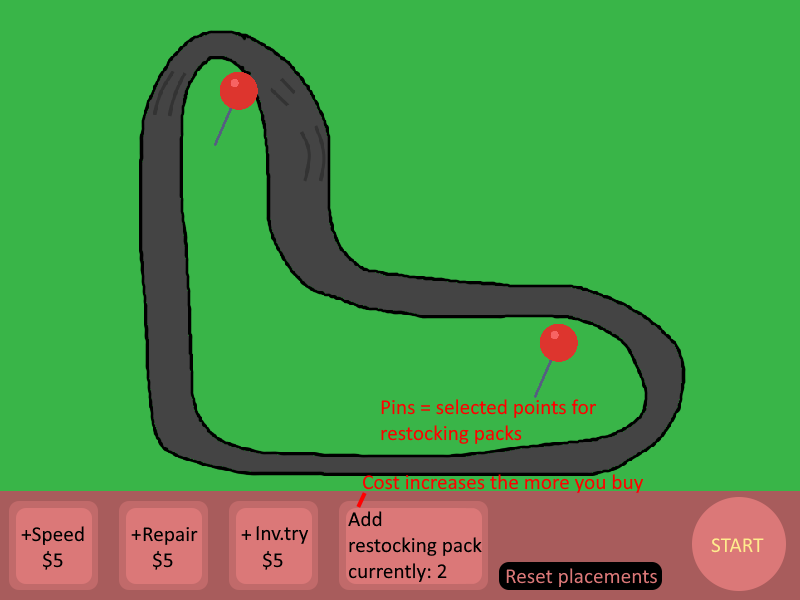 Pins = selected points for
restocking packs
Cost increases the more you buy
+Speed
$5
+Repair
$5
+ Inv.try
$5
Add
restocking pack
currently: 2
Reset placements
START